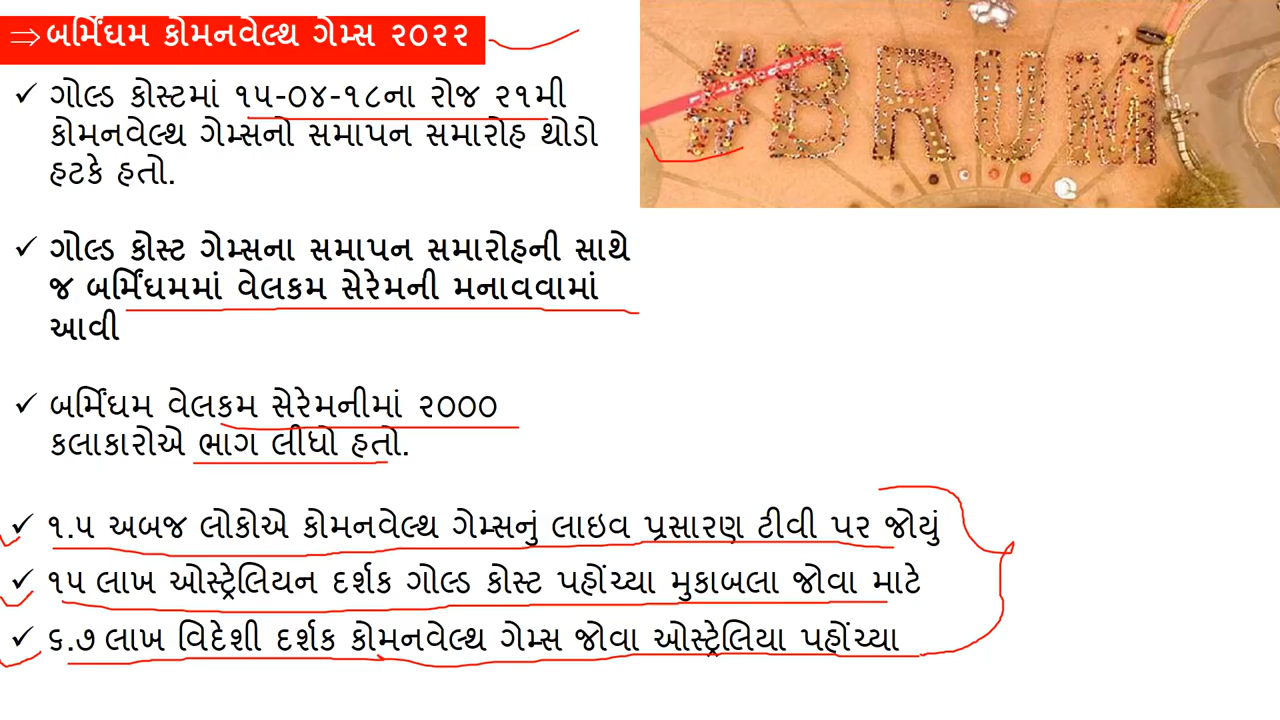 ⇒બર્મિંઘમ કોમનવેલ્થ ગેમ્સ ૨૦૨૨
#BRUM
✓ ગોલ્ડ કોસ્ટમાં ૧૫-૦૪-૧૮ના રોજ ૨૧મી
કોમનવેલ્થ ગેમ્સનો સમાપન સમારોહ થોડો
હટકે હતો.
✓ ગોલ્ડ કોસ્ટ ગેમ્સના સમાપન સમારોહની સાથે
જ બર્મિંઘમમાં વેલકમ સેરેમની મનાવવામાં
આવી
✓ બર્મિંઘમ વેલકમ સેરેમનીમાં ૨૦૦૦
કલાકારોએ ભાગ લીધો હતો.
✓ ૧.૫ અબજ લોકોએ કોમનવેલ્થ ગેમ્સનું લાઇવ પ્રસારણ ટીવી પર જોયું
✓ ૧૫ લાખ ઓસ્ટ્રેલિયન દર્શક ગોલ્ડ કોસ્ટ પહોંચ્યા મુકાબલા જોવા માટે
✓ ૬.૭ લાખ વિદેશી દર્શક કોમનવેલ્થ ગેમ્સ જોવા ઓસ્ટ્રેલિયા પહોંચ્યા